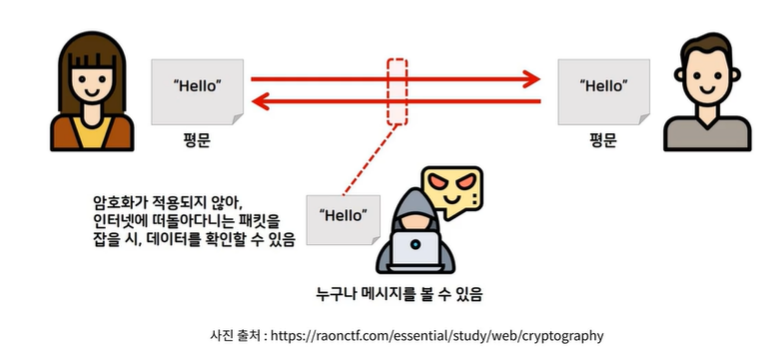 “Hello”
“Hello”
평문
평문
암호화가 적용되지 않아,
인터넷에 떠돌아다니는 패킷을
잡을 시, 데이터를 확인할 수 있음
“Hello”
누구나 메시지를 볼 수 있음
사진 출처 : https://raonctf.com/essential/study/web/cryptography